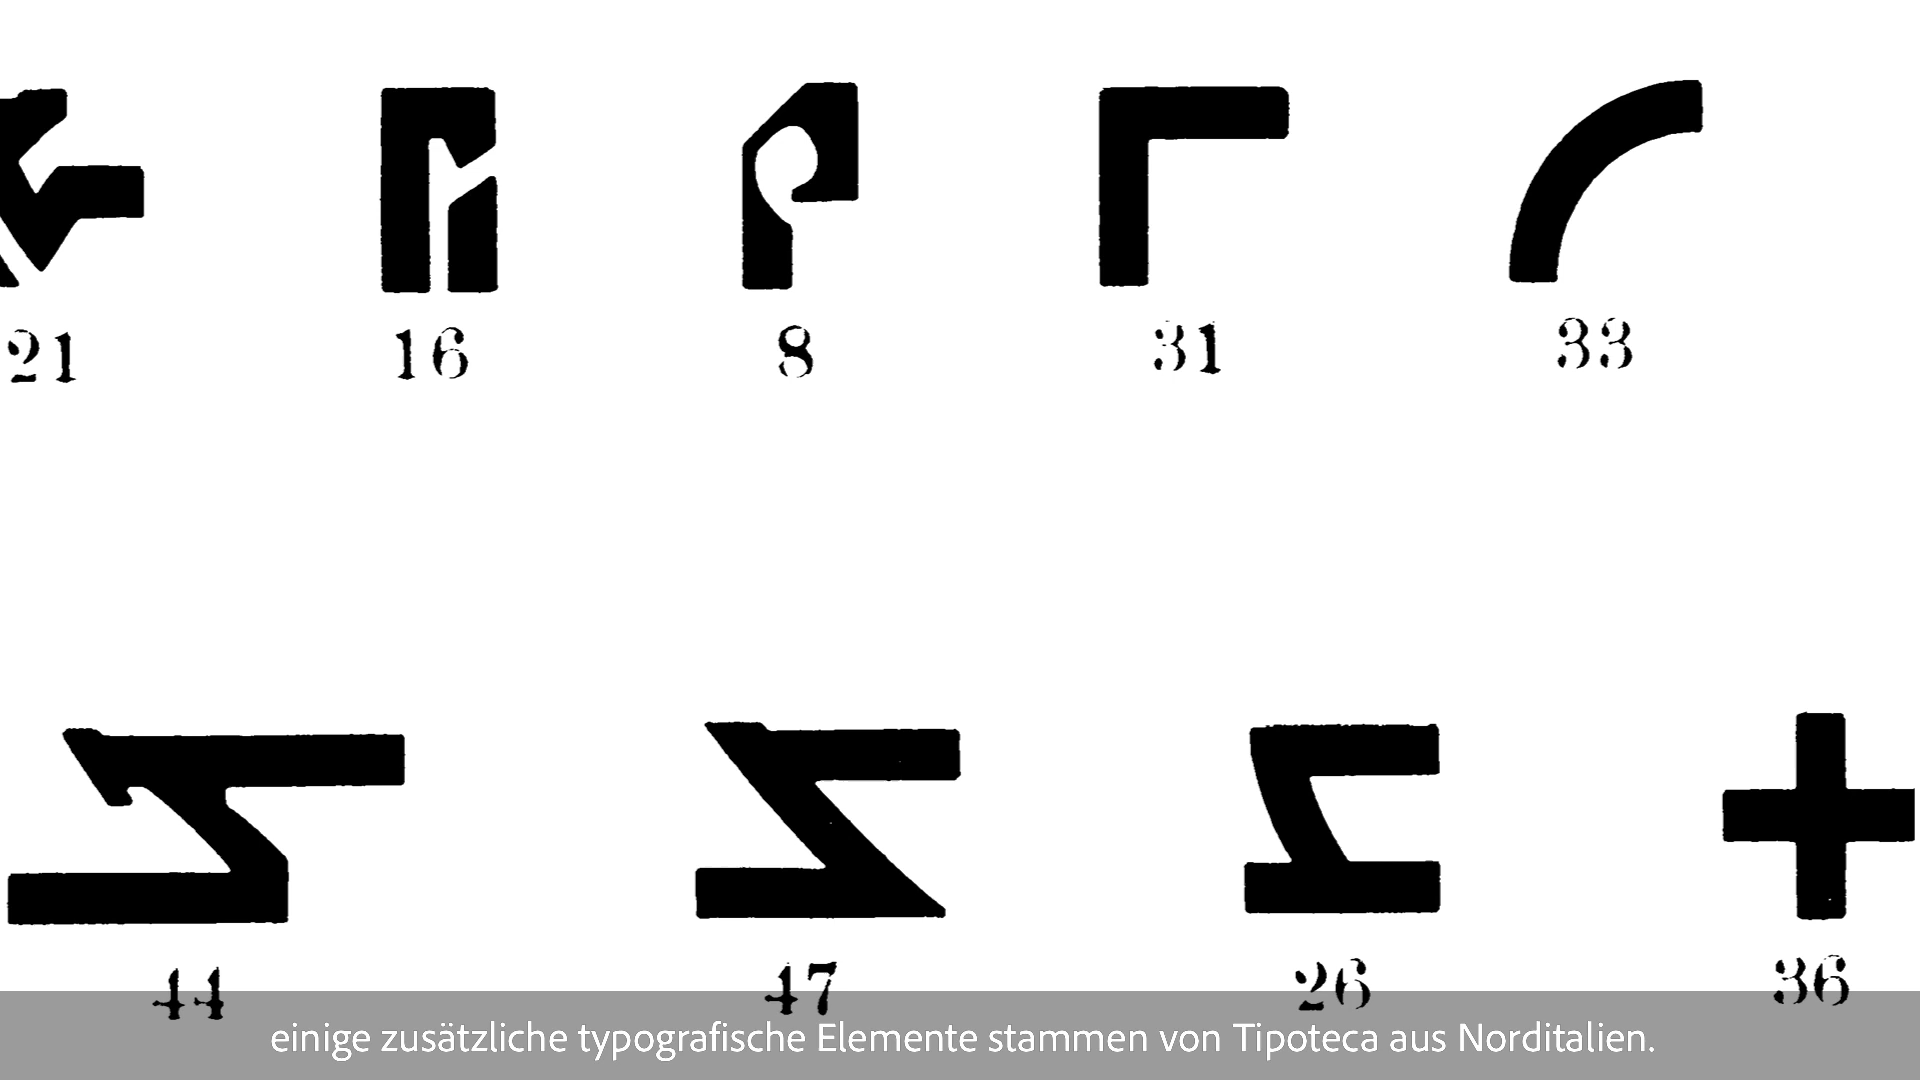 21 16 8 31 33
44 47 26 36
einige zusätzliche typografische Elemente stammen von Tipoteca aus Norditalien.